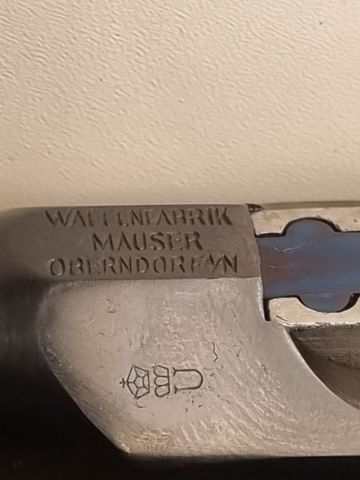 WAFFENFABRIK
MAUSER
OBERNDORF A/N
U